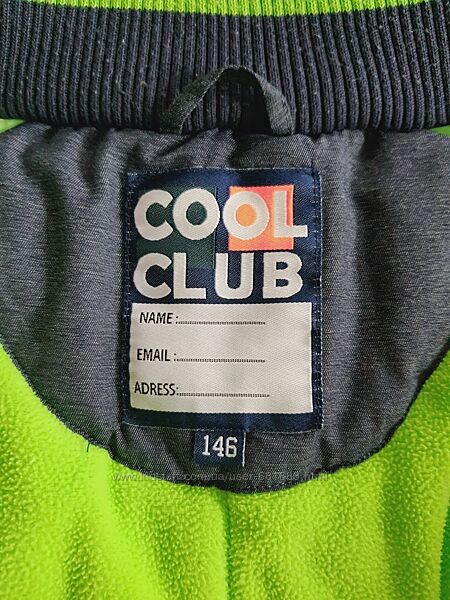 COOL
CLUB
NAME :
EMAIL :
ADRESS:
146